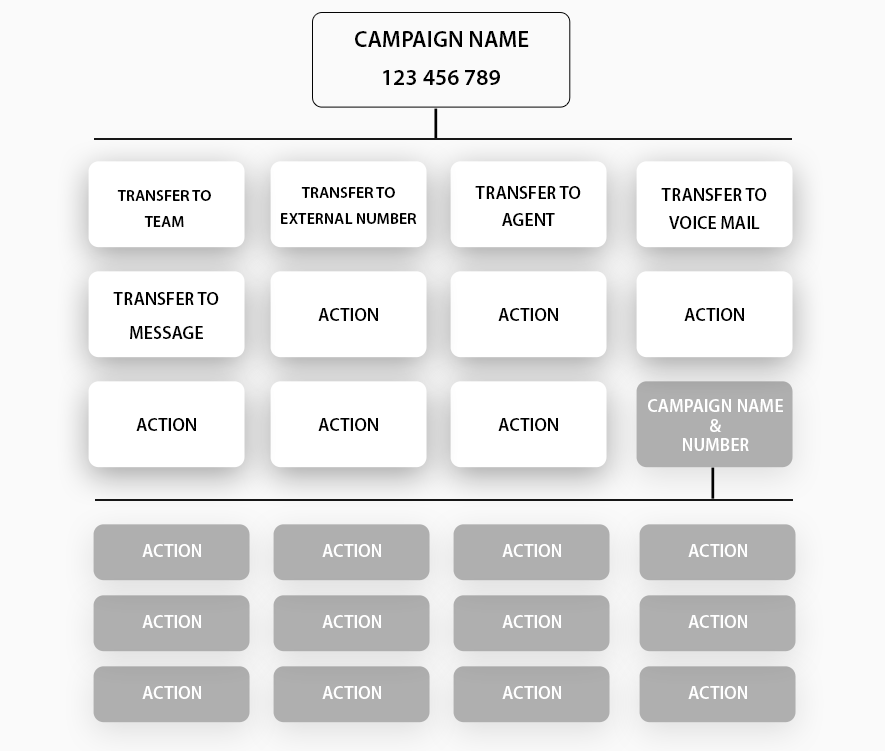 CAMPAIGN NAME
123 456 789
TRANSFER TO
TEAM
TRANSFER TO
EXTERNAL NUMBER
TRANSFER TO
AGENT
TRANSFER TO
VOICE MAIL
TRANSFER TO
MESSAGE
ACTION
ACTION
ACTION
ACTION
ACTION
ACTION
CAMPAIGN NAME
&
NUMBER
ACTION
ACTION
ACTION
ACTION
ACTION
ACTION
ACTION
ACTION
ACTION
ACTION
ACTION
ACTION